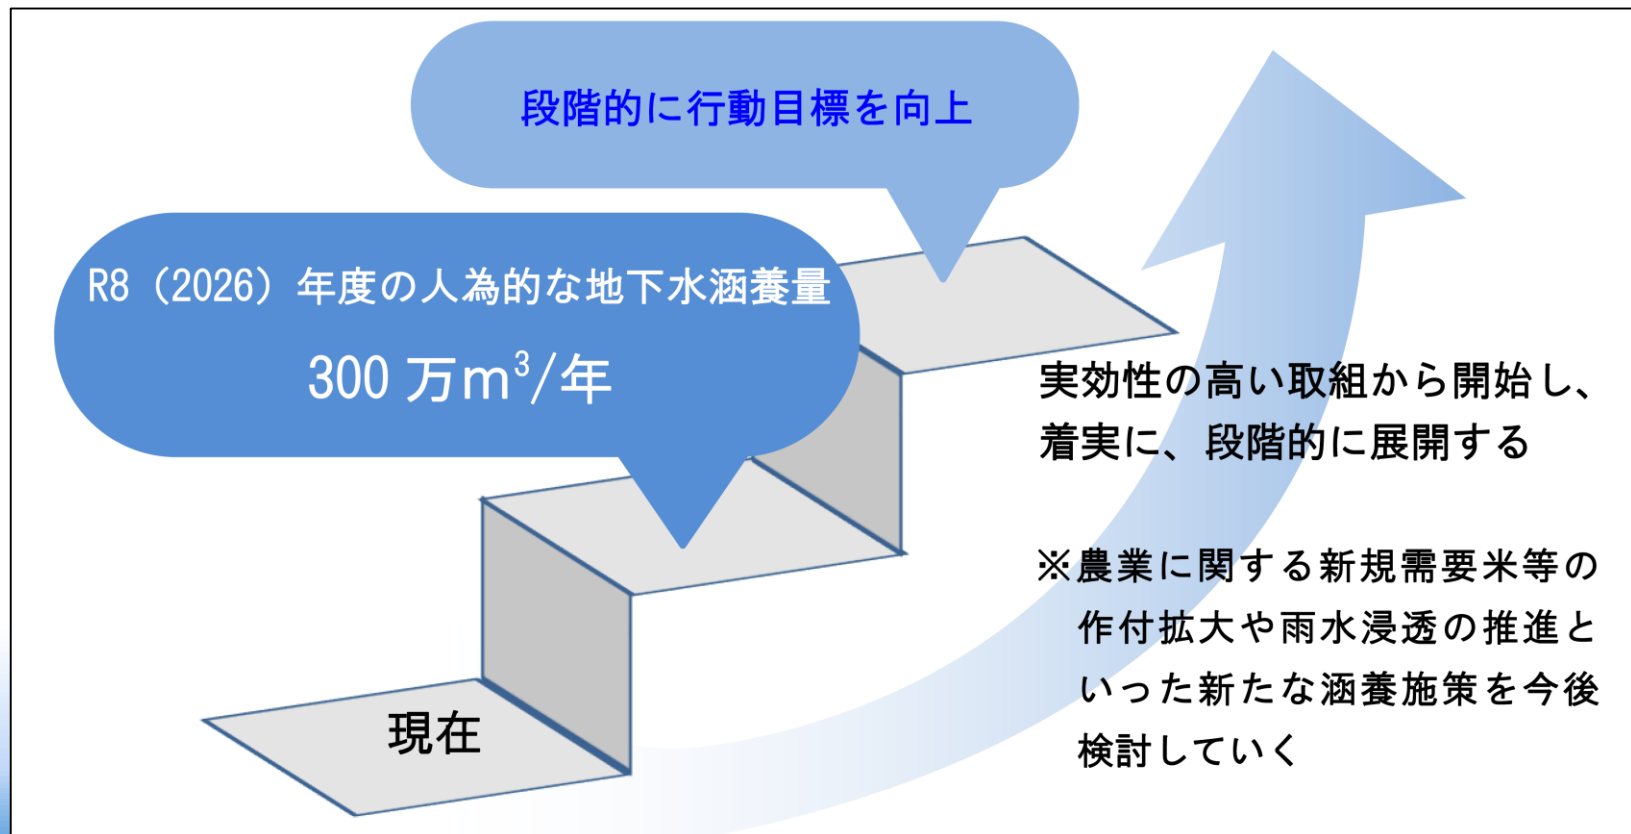 段階的に行動目標を向上
R8（2026）年度の人為的な地下水涵養量
300 万m³/年
実効性の高い取組から開始し、
着実に、段階的に展開する
※農業に関する新規需要米等の
作付拡大や雨水浸透の推進と
いった新たな涵養施策を今後
検討していく
現在